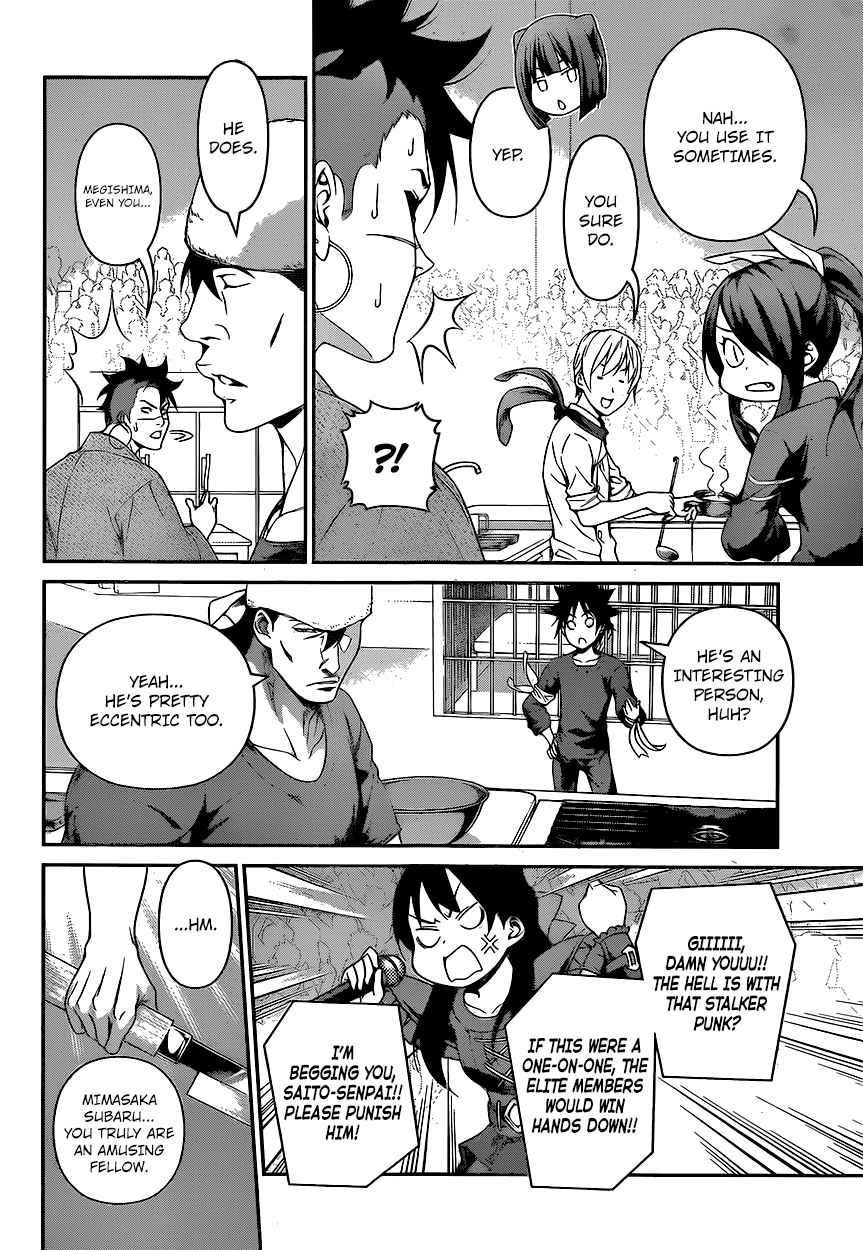 NAH...
YOU USE IT
SOMETIMES.
YOU
SURE
DO.
YEP.
?!
HE
DOES.
MEGISHIMA,
EVEN YOU...
HE'S AN
INTERESTING
PERSON,
HUH?
YEAH...
HE'S PRETTY
ECCENTRIC TOO.
GIIIIII,
DAMN YOUUU!!
THE HELL IS WITH
THAT STALKER
PUNK?
IF THIS WERE A
ONE-ON-ONE, THE
ELITE MEMBERS
WOULD WIN
HANDS DOWN!!
I'M
BEGGING YOU,
SAITO-SENPAI!!
PLEASE PUNISH
HIM!
...HM.
MIMASAKA
SUBARU...
YOU TRULY ARE
AN AMUSING
FELLOW.